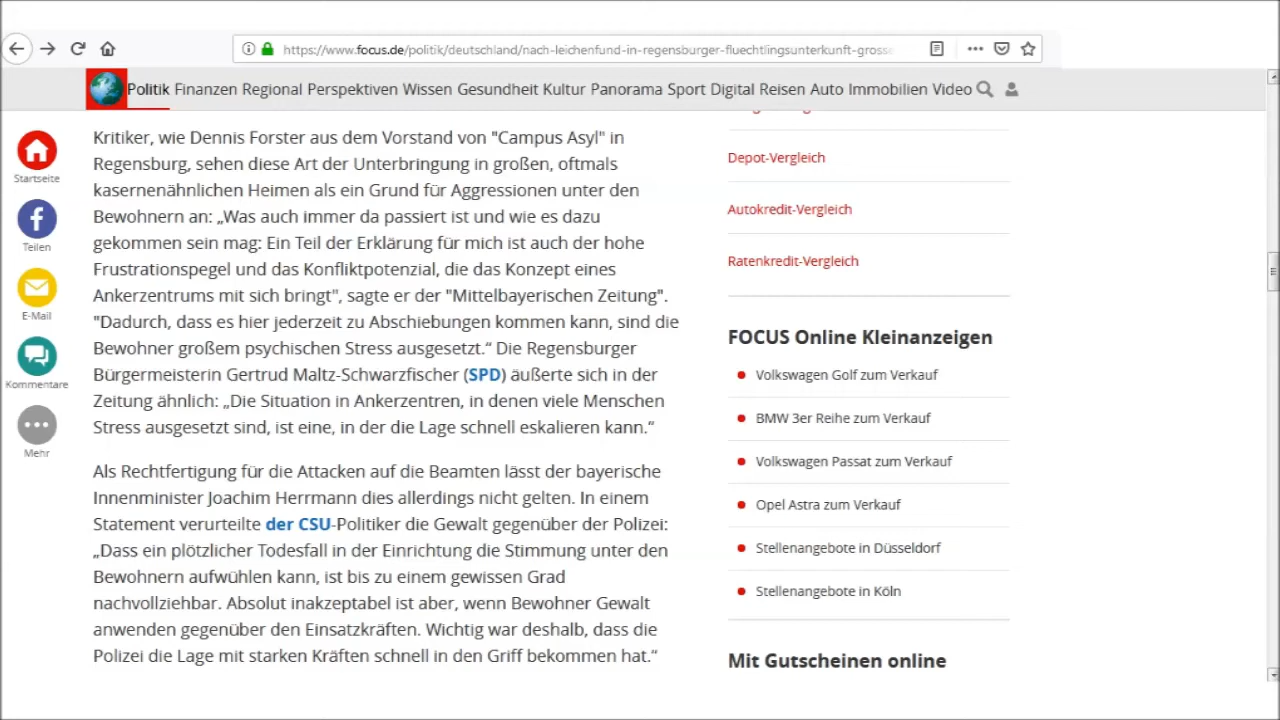 https://www.focus.de/politik/deutschland/nach-leichenfund-in-regensburger-fluechtlingsunterkunft-grosse
Politik Finanzen Regional Perspektiven Wissen Gesundheit Kultur Panorama Sport Digital Reisen Auto Immobilien Video
Startseite
Teilen
E-Mail
Kommentare
Mehr
Kritiker, wie Dennis Forster aus dem Vorstand von "Campus Asyl" in
Regensburg, sehen diese Art der Unterbringung in großen, oftmals
kasernenähnlichen Heimen als ein Grund für Aggressionen unter den
Bewohnern an: „Was auch immer da passiert ist und wie es dazu
gekommen sein mag: Ein Teil der Erklärung für mich ist auch der hohe
Frustrationspegel und das Konfliktpotenzial, die das Konzept eines
Ankerzentrums mit sich bringt", sagte er der "Mittelbayerischen Zeitung".
"Dadurch, dass es hier jederzeit zu Abschiebungen kommen kann, sind die
Bewohner großem psychischen Stress ausgesetzt.“ Die Regensburger
Bürgermeisterin Gertrud Maltz-Schwarzfischer (SPD) äußerte sich in der
Zeitung ähnlich: „Die Situation in Ankerzentren, in denen viele Menschen
Stress ausgesetzt sind, ist eine, in der die Lage schnell eskalieren kann.“
Als Rechtfertigung für die Attacken auf die Beamten lässt der bayerische
Innenminister Joachim Herrmann dies allerdings nicht gelten. In einem
Statement verurteilte der CSU-Politiker die Gewalt gegenüber der Polizei:
„Dass ein plötzlicher Todesfall in der Einrichtung die Stimmung unter den
Bewohnern aufwühlen kann, ist bis zu einem gewissen Grad
nachvollziehbar. Absolut inakzeptabel ist aber, wenn Bewohner Gewalt
anwenden gegenüber den Einsatzkräften. Wichtig war deshalb, dass die
Polizei die Lage mit starken Kräften schnell in den Griff bekommen hat.“
Depot-Vergleich
Autokredit-Vergleich
Ratenkredit-Vergleich
FOCUS Online Kleinanzeigen
Volkswagen Golf zum Verkauf
BMW 3er Reihe zum Verkauf
Volkswagen Passat zum Verkauf
Opel Astra zum Verkauf
Stellenangebote in Düsseldorf
Stellenangebote in Köln
Mit Gutscheinen online